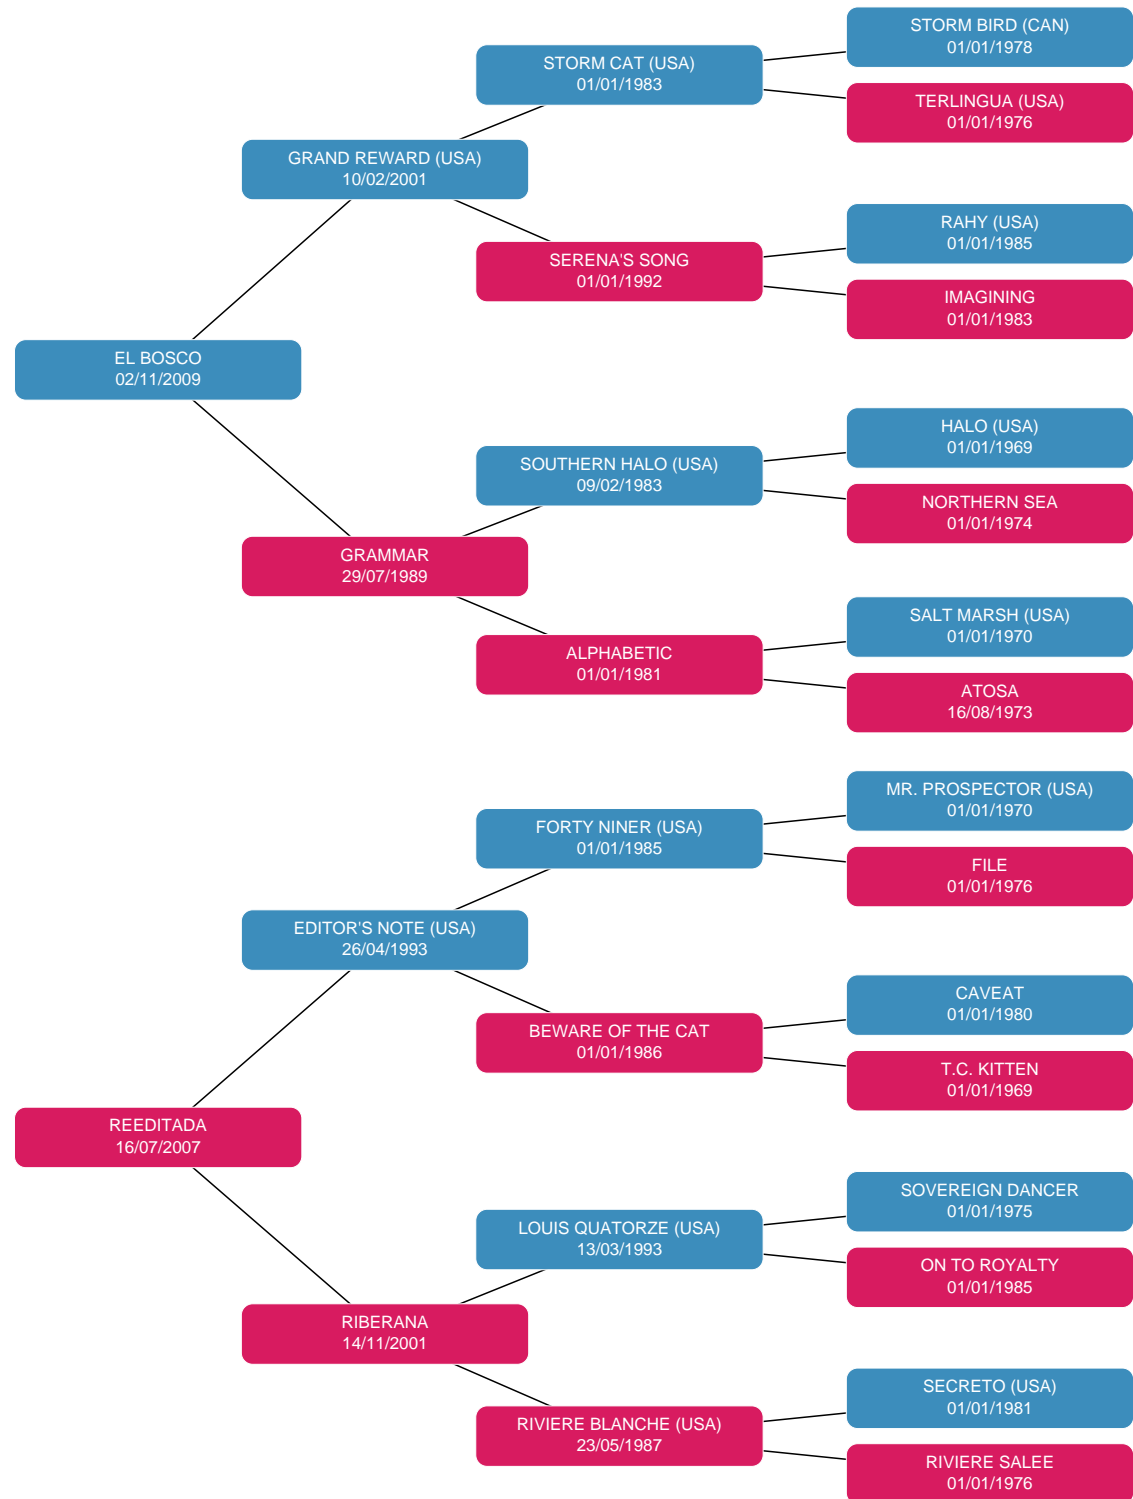 STORM BIRD (CAN)
01/01/1978
STORM CAT (USA)
01/01/1983
TERLINGUA (USA)
01/01/1976
GRAND REWARD (USA)
10/02/2001
RAHY (USA)
01/01/1985
SERENA'S SONG
01/01/1992
IMAGINING
01/01/1983
EL BOSCO
02/11/2009
HALO (USA)
01/01/1969
SOUTHERN HALO (USA)
09/02/1983
NORTHERN SEA
01/01/1974
GRAMMAR
29/07/1989
SALT MARSH (USA)
01/01/1970
ALPHABETIC
01/01/1981
ATOSA
16/08/1973
MR. PROSPECTOR (USA)
01/01/1970
FORTY NINER (USA)
01/01/1985
FILE
01/01/1976
EDITOR'S NOTE (USA)
26/04/1993
CAVEAT
01/01/1980
BEWARE OF THE CAT
01/01/1986
T.C. KITTEN
01/01/1969
REEDITADA
16/07/2007
SOVEREIGN DANCER
01/01/1975
LOUIS QUATORZE (USA)
13/03/1993
ON TO ROYALTY
01/01/1985
RIBERANA
14/11/2001
SECRETO (USA)
01/01/1981
RIVIERE BLANCHE (USA)
23/05/1987
RIVIERE SALEE
01/01/1976